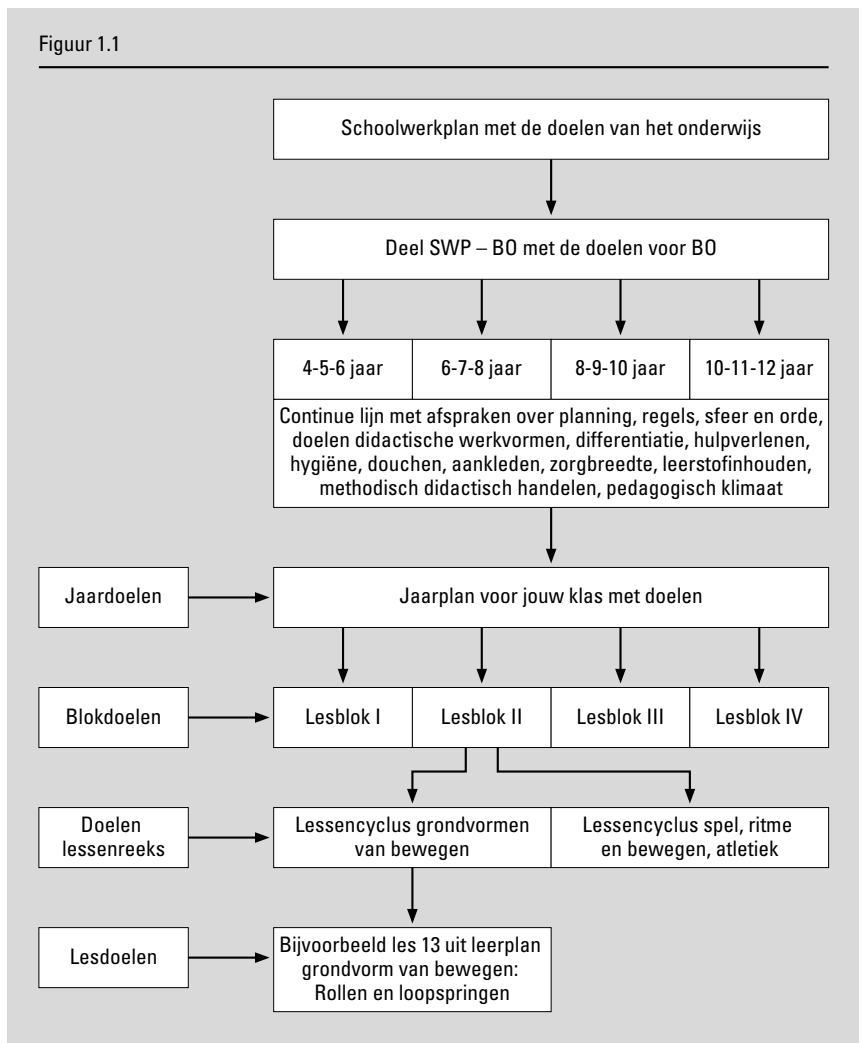 Figuur 1.1
Schoolwerkplan met de doelen van het onderwijs
Deel SWP – BO met de doelen voor BO
4-5-6 jaar
6-7-8 jaar
8-9-10 jaar
10-11-12 jaar
Continue lijn met afspraken over planning, regels, sfeer en orde,
doelen didactische werkvormen, differentiatie, hulpverlenen,
hygiëne, douchen, aankleden, zorgbreedte, leerstofinhouden,
methodisch didactisch handelen, pedagogisch klimaat
Jaardoelen
Jaarplan voor jouw klas met doelen
Blokdoelen
Lesblok I
Lesblok II
Lesblok III
Lesblok IV
Doelen
lessenreeks
Lessencyclus grondvormen
van bewegen
Lessencyclus spel, ritme
en bewegen, atletiek
Lesdoelen
Bijvoorbeeld les 13 uit leerplan
grondvorm van bewegen:
Rollen en loopspringen